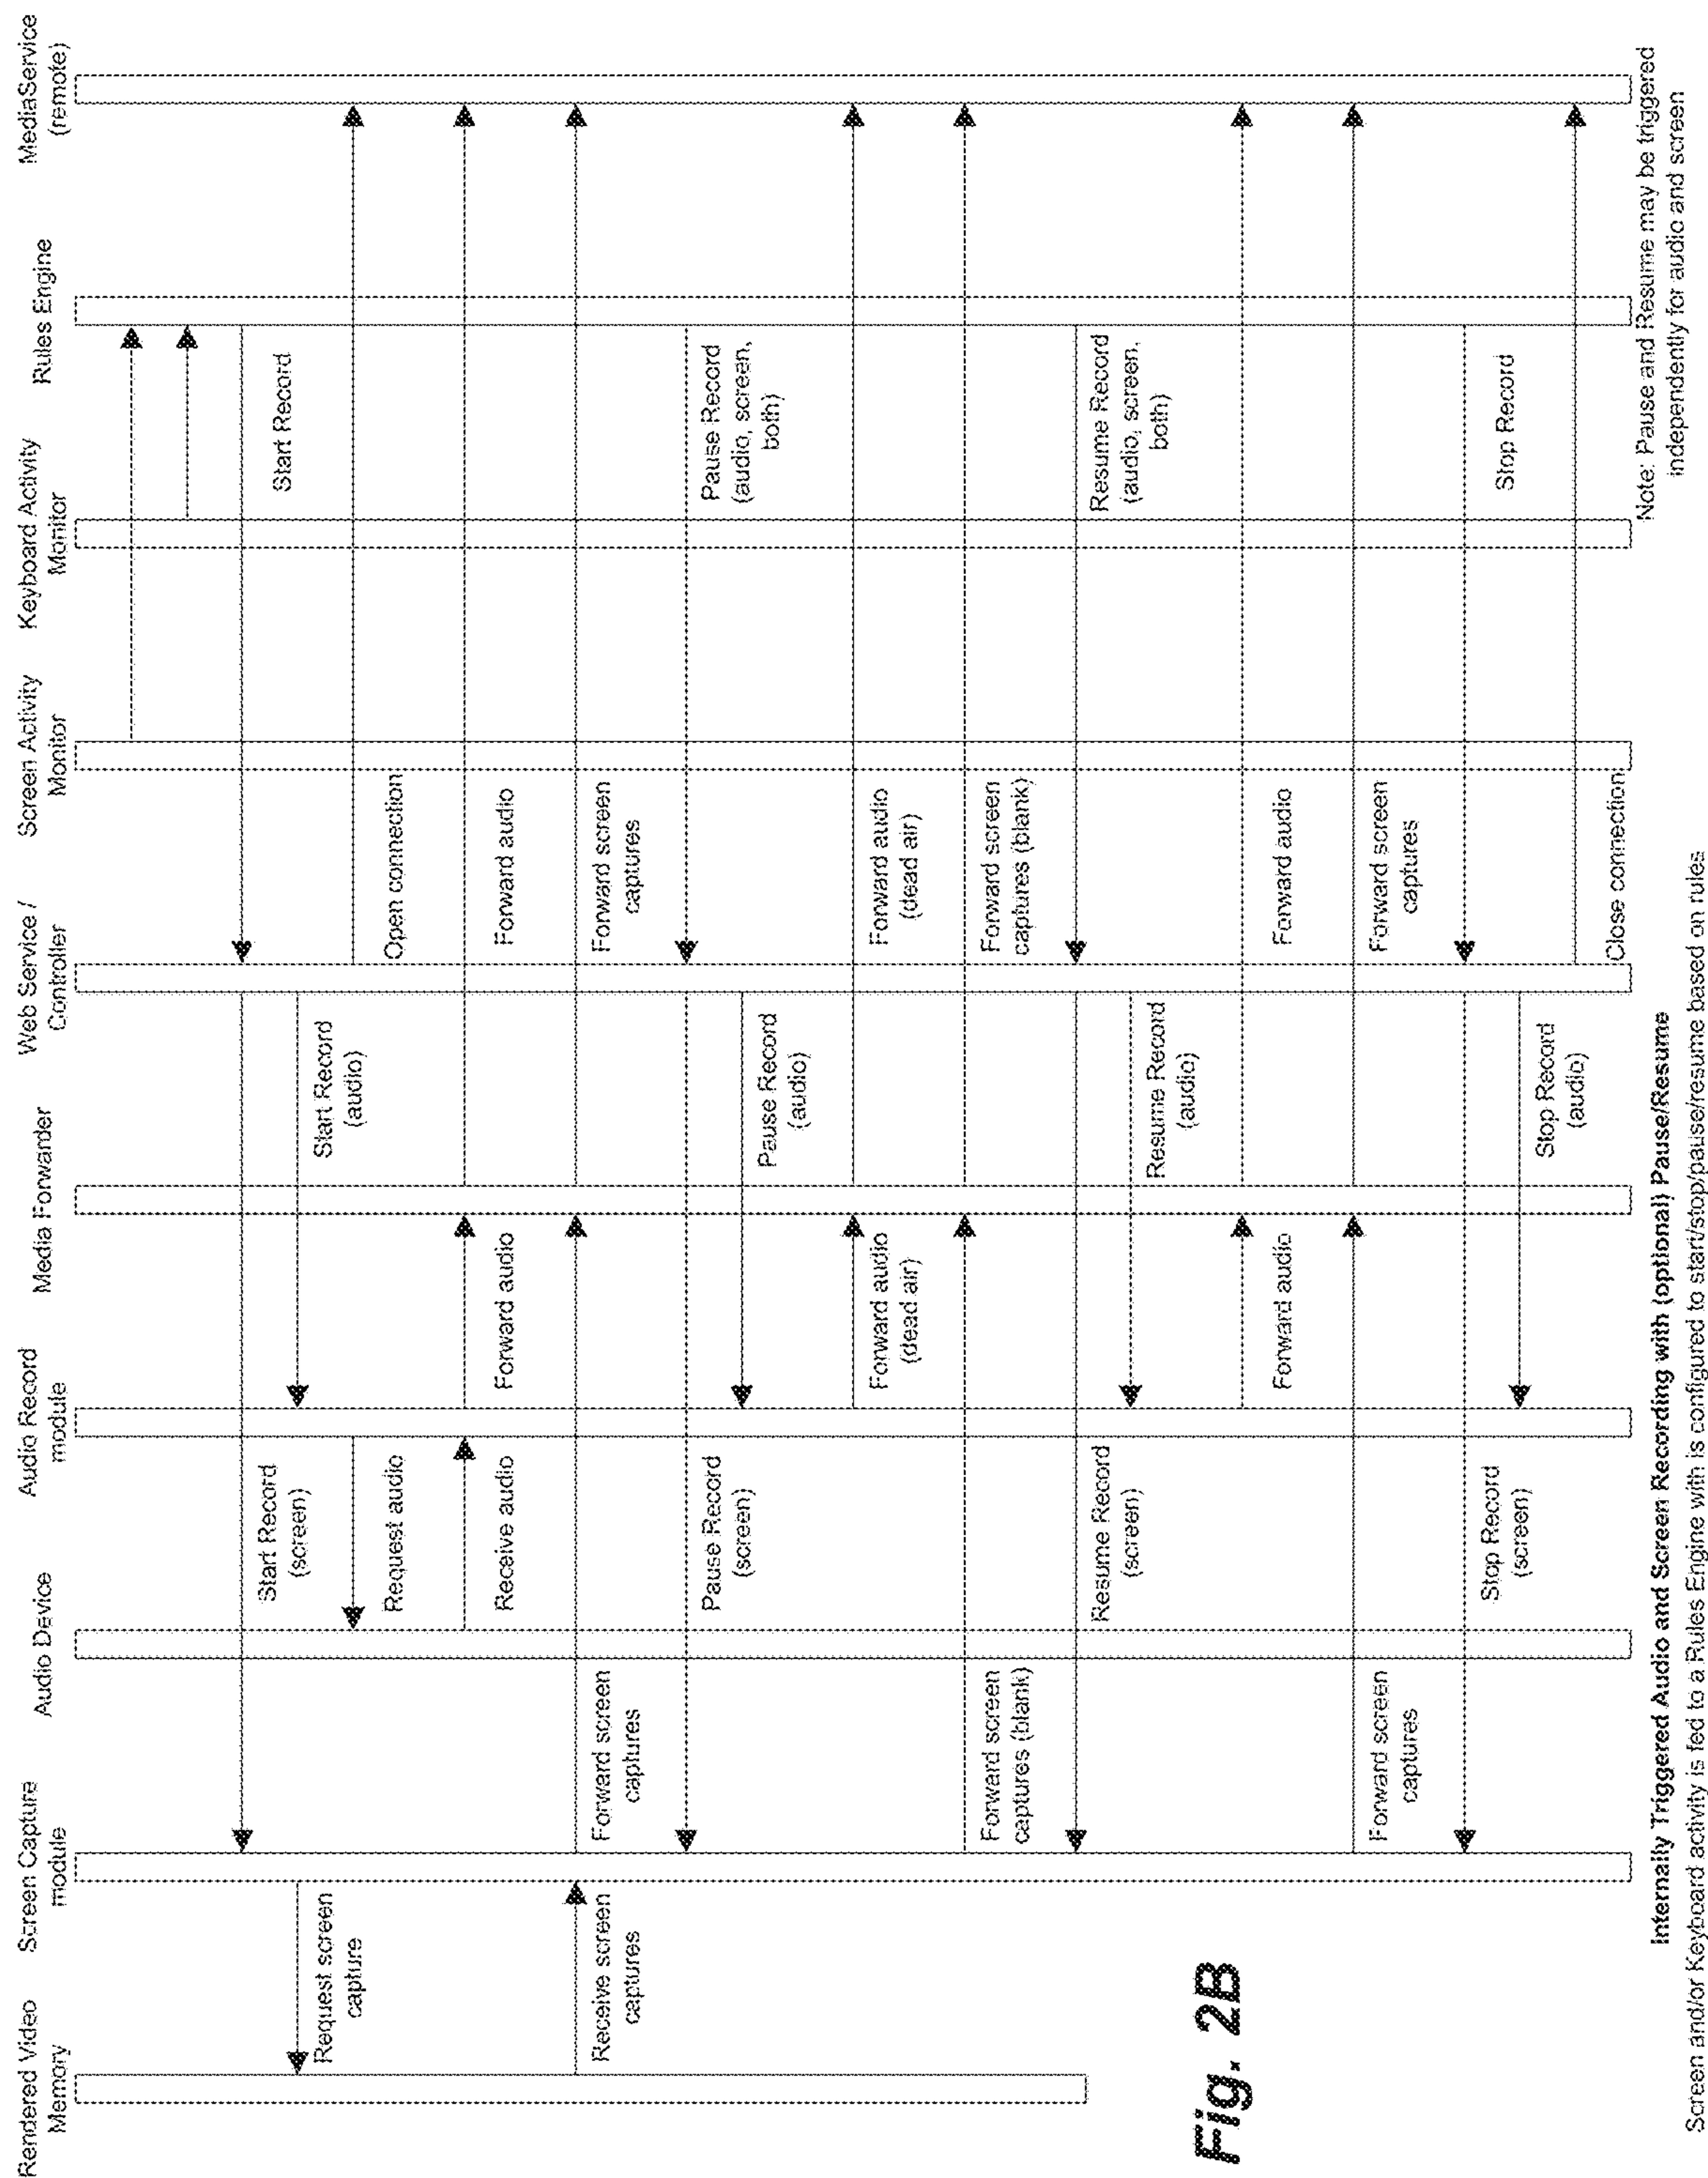 Rendered Video
Memory
Screen Capture
module
Audio Device
Audio Record
module
Media Forwarder
Web Service /
Controller
Screen Activity
Monitor
Keyboard Activity
Monitor
Rules Engine
MediaService
(remote)
Start Record
(screen)
Start Record
Request screen
capture
Start Record
(audio)
Request audio
Open connection
Receive audio
Forward audio
Forward audio
Receive screen
captures
Forward screen
captures
Forward screen
captures
Pause Record
(screen)
Pause Record
(audio, screen,
both)
Pause Record
(audio)
Forward audio
(dead air)
Forward audio
(dead air)
Forward screen
captures (blank)
Forward screen
captures (blank)
Resume Record
(screen)
Resume Record
(audio, screen,
both)
Resume Record
(audio)
Forward audio
Forward audio
Forward screen
captures
Forward screen
captures
Stop Record
(screen)
Stop Record
Stop Record
(audio)
Close connection
Fig. 2B
Note: Pause and Resume may be triggered
independently for audio and screen
Internally Triggered Audio and Screen Recording with (optional) Pause/Resume
Screen and/or Keyboard activity is fed to a Rules Engine with is configured to start/stop/pause/resume based on rules